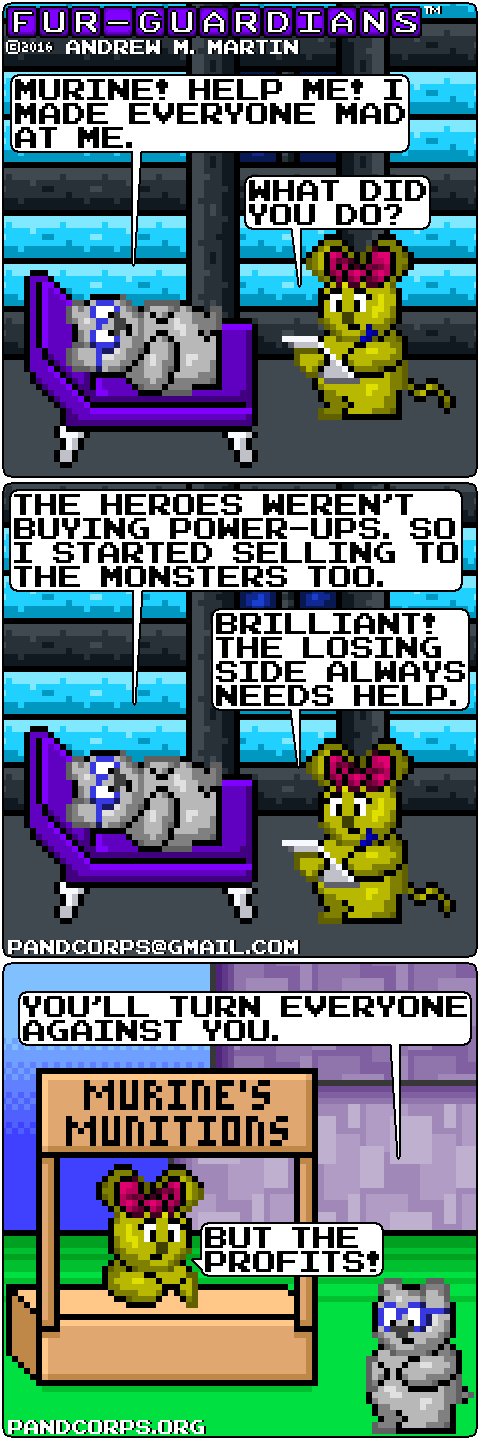 FUR-GUARDIANS™
©2016 ANDREW M. MARTIN
MURINE! HELP ME! I
MADE EVERYONE MAD
AT ME.
WHAT DID
YOU DO?
THE HEROES WEREN'T
BUYING POWER-UPS. SO
I STARTED SELLING TO
THE MONSTERS TOO.
BRILLIANT!
THE LOSING
SIDE ALWAYS
NEEDS HELP.
PANDCORPS@GMAIL.COM
YOU'LL TURN EVERYONE
AGAINST YOU.
MURINE'S
MUNITIONS
BUT THE
PROFITS!
PANDCORPS.ORG